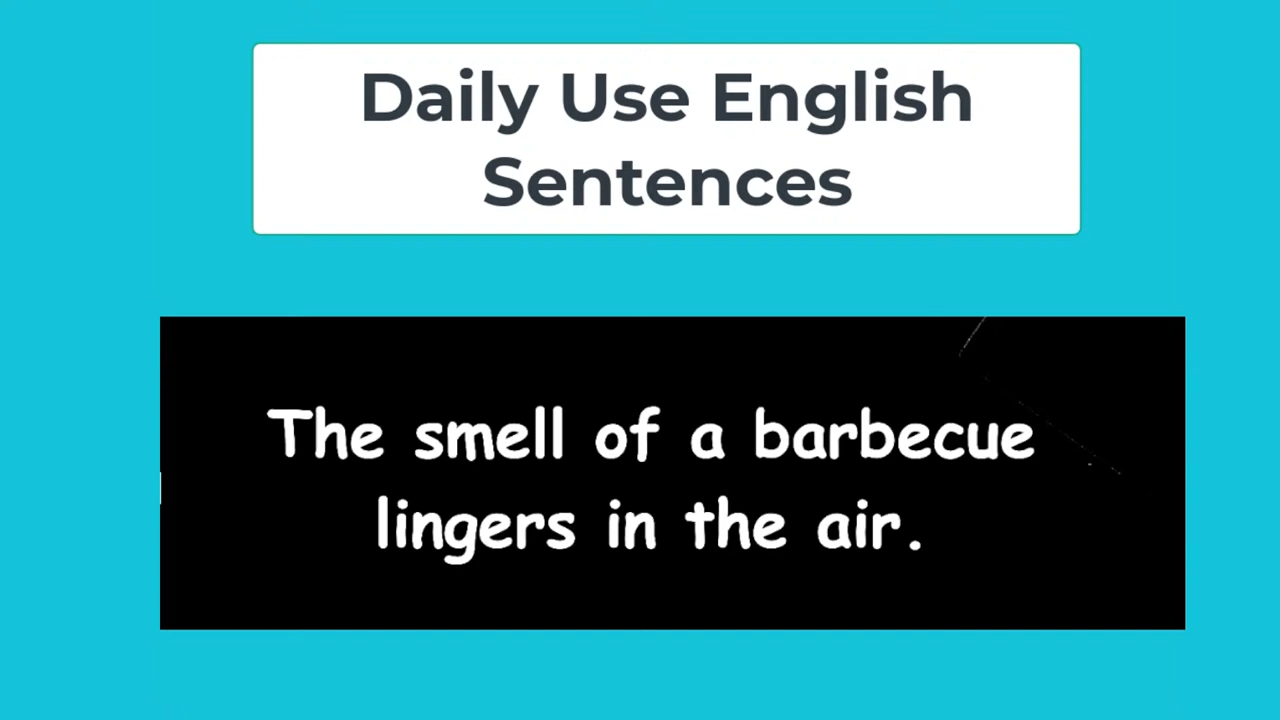 Daily Use English
Sentences
The smell of a barbecue
lingers in the air.